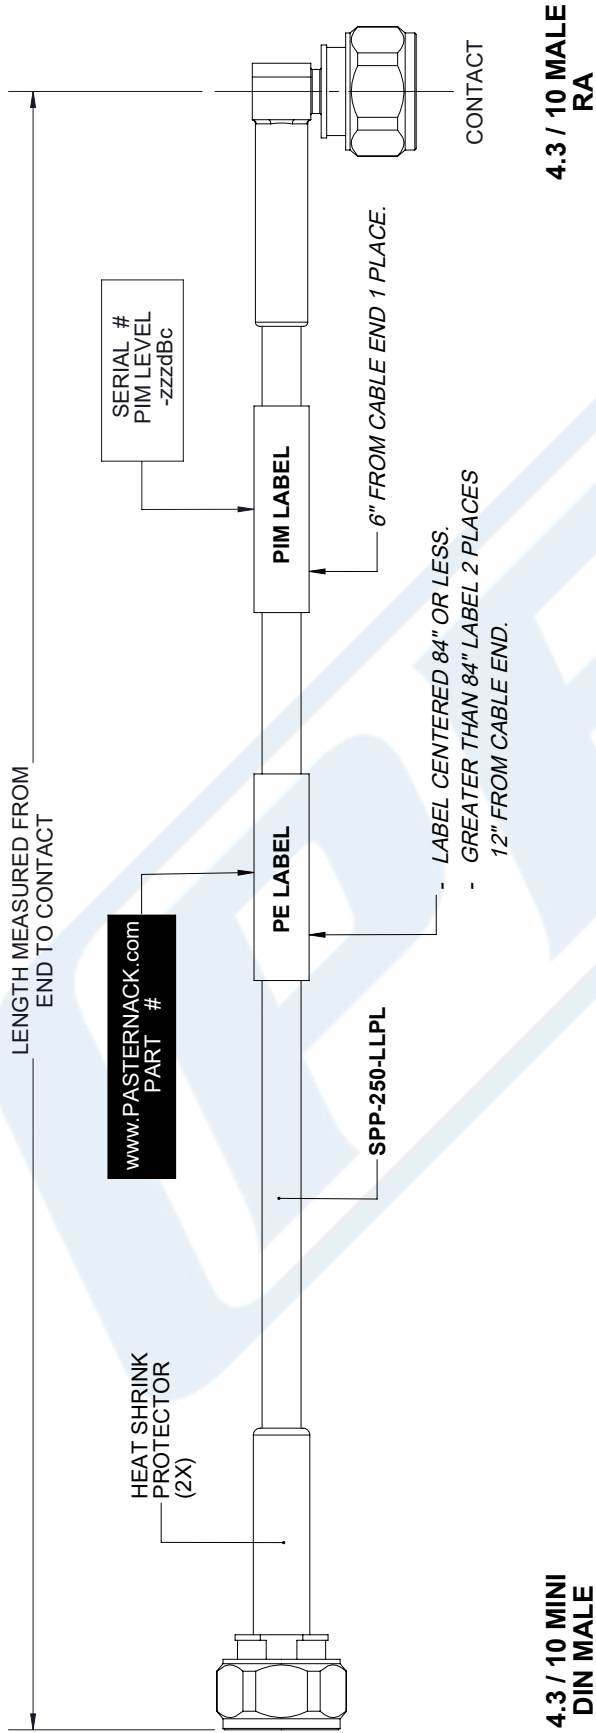 LENGTH MEASURED FROM
END TO CONTACT
HEAT SHRINK
PROTECTOR
(2X)
www.PASTERNACK.com
PART #
SERIAL #
PIM LEVEL
-zzzdBc
PE LABEL
PIM LABEL
SPP-250-LLPL
- LABEL CENTERED 84" OR LESS.
- GREATER THAN 84" LABEL 2 PLACES
12" FROM CABLE END.
6" FROM CABLE END 1 PLACE.
CONTACT
4.3 / 10 MINI
DIN MALE
4.3 / 10 MALE
RA